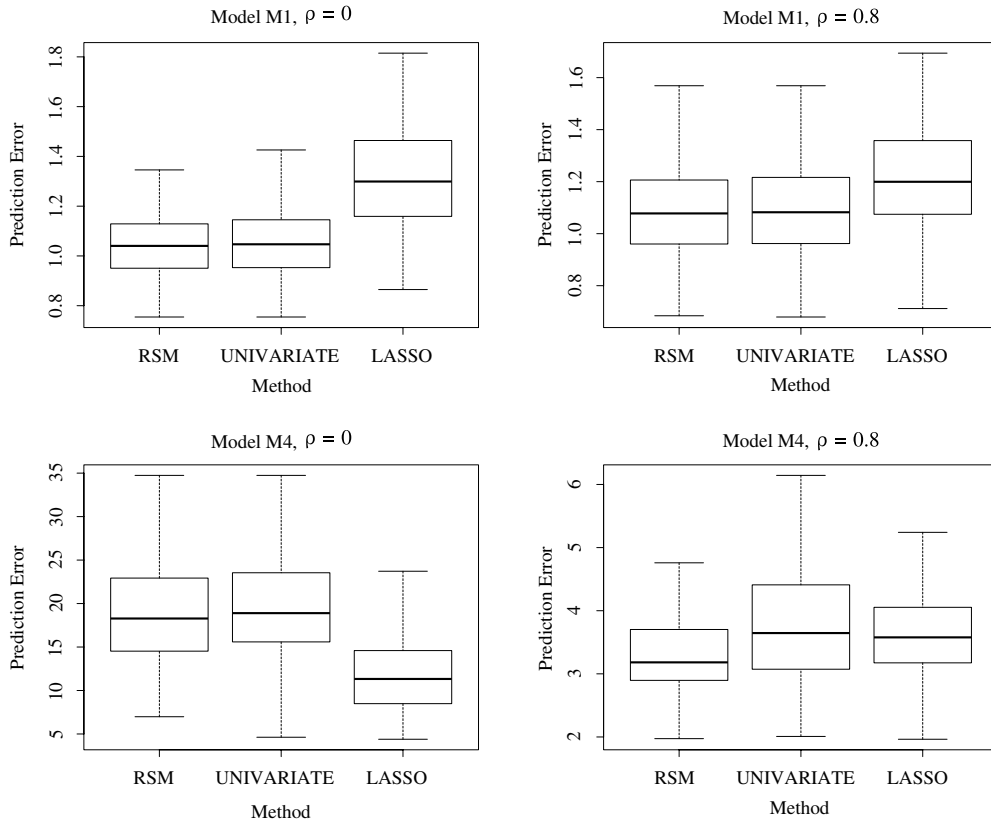 Model M1, ρ = 0
Prediction Error
1.8
1.6
1.4
1.2
1.0
0.8
RSM UNIVARIATE LASSO
Method
Model M1, ρ = 0.8
Prediction Error
1.6
1.4
1.2
1.0
0.8
RSM UNIVARIATE LASSO
Method
Model M4, ρ = 0
Prediction Error
35
30
25
20
15
10
5
RSM UNIVARIATE LASSO
Method
Model M4, ρ = 0.8
Prediction Error
6
5
4
3
2
RSM UNIVARIATE LASSO
Method